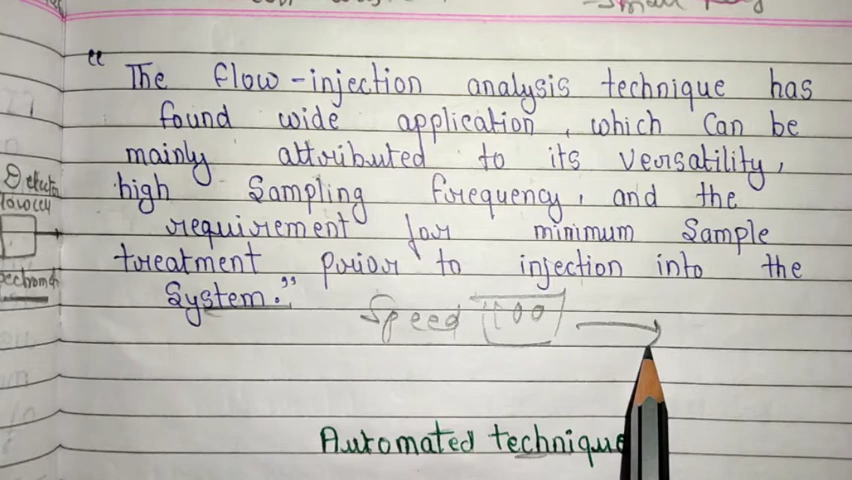 "
The flow-injection analysis technique has
found wide application, which can be
mainly attributed to its versatility,
high Sampling frequency, and the
requirement for minimum Sample
treatment prior to injection into the
System."
Speed 100
Automated technique